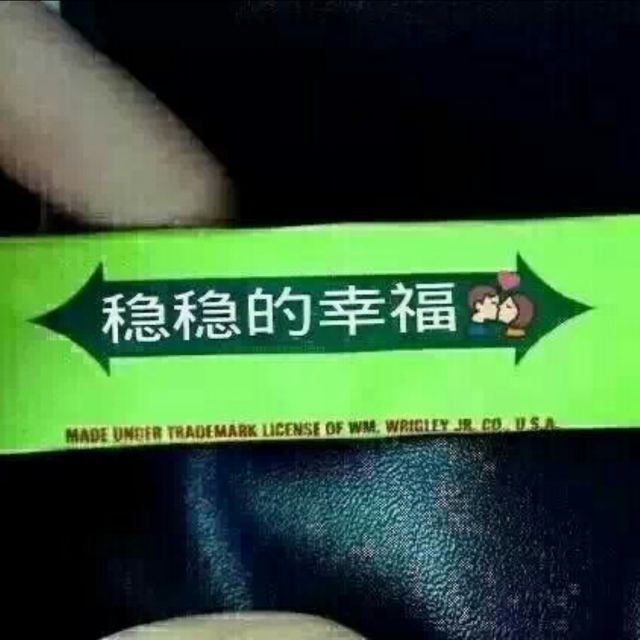 稳稳的幸福
MADE UNDER TRADEMARK LICENSE OF WM. WRIGLEY JR. CO., U.S.A.